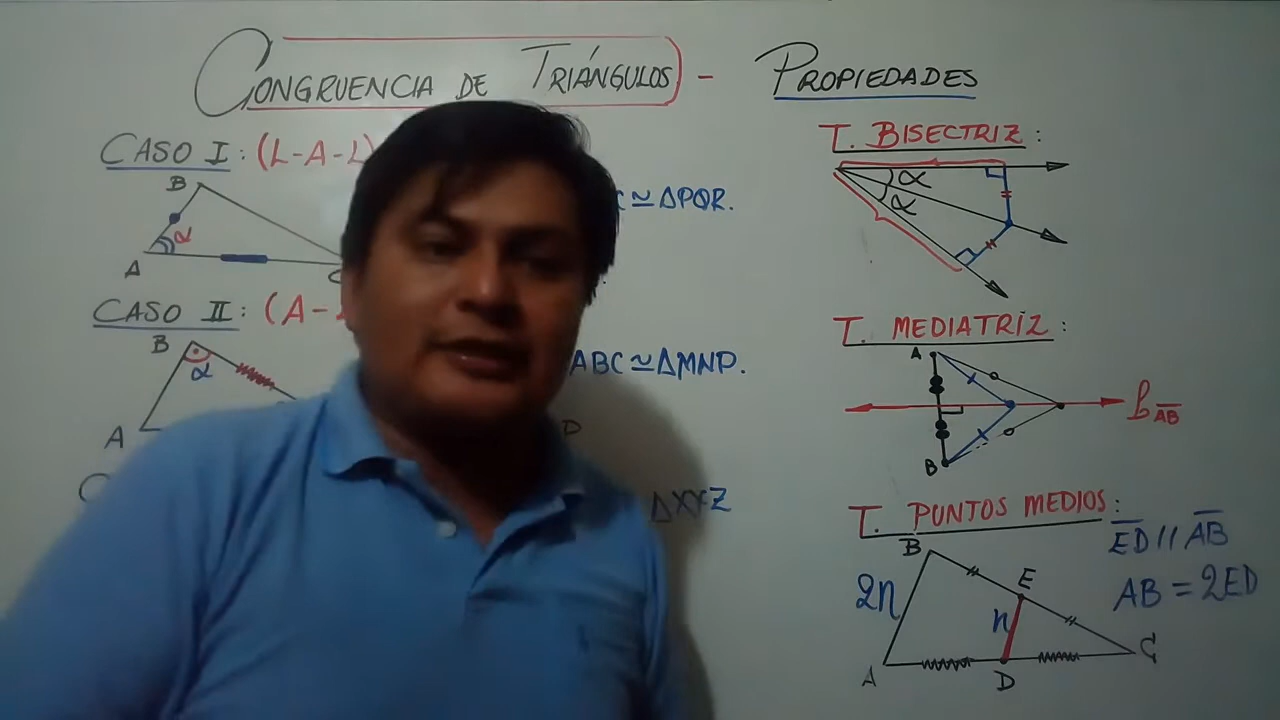 CONGRUENCIA DE TRIÁNGULOS - PROPIEDADES
CASO I: (L-A-L)
B
α
A
≅ΔPQR.
CASO II: (A-
B
α
A
ABC≅ΔMNP.
ΔXYZ
T. BISECTRIZ:
α
α
T. MEDIATRIZ:
A
B
AB
T. PUNTOS MEDIOS:
ED // AB
AB = 2ED
B
2n
E
n
A
D
C